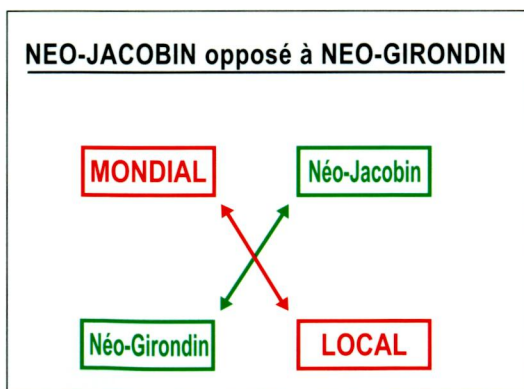 NEO-JACOBIN opposé à NEO-GIRONDIN
MONDIAL
Néo-Jacobin
Néo-Girondin
LOCAL